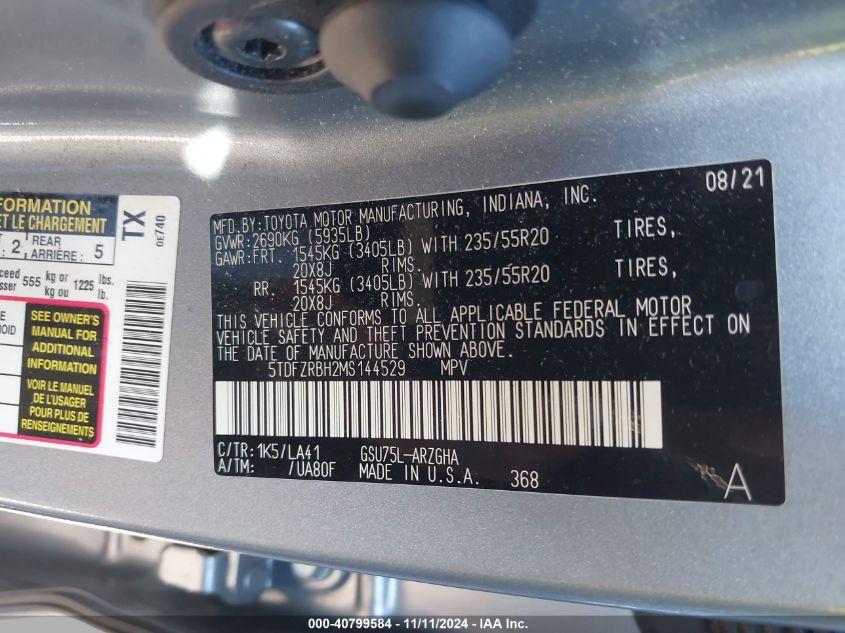 FORMATION
ET LE CHARGEMENT
TX
OE740
2 REAR
ARRIÈRE : 5
555 kg or
kg ou 1225 lbs.
lb.
SEE OWNER'S
MANUAL FOR
ADDITIONAL
INFORMATION
VOIR LE MANUEL
DE L'USAGER
POUR PLUS DE
RENSEIGNEMENTS
08/21
MFD.BY:TOYOTA MOTOR MANUFACTURING, INDIANA, INC.
GVWR:2690KG (5935LB)
GAWR:FRT. 1545KG (3405LB) WITH 235/55R20 TIRES,
20X8J RIMS.
RR. 1545KG (3405LB) WITH 235/55R20 TIRES,
20X8J RIMS.
THIS VEHICLE CONFORMS TO ALL APPLICABLE FEDERAL MOTOR
VEHICLE SAFETY AND THEFT PREVENTION STANDARDS IN EFFECT ON
THE DATE OF MANUFACTURE SHOWN ABOVE.
5TDFZRBH2MS144529 MPV
C/TR:1K5/LA41 GSU75L-ARZGHA
A/TM: /UA80F MADE IN U.S.A. 368
A
000-40799584 - 11/11/2024 - IAA Inc.